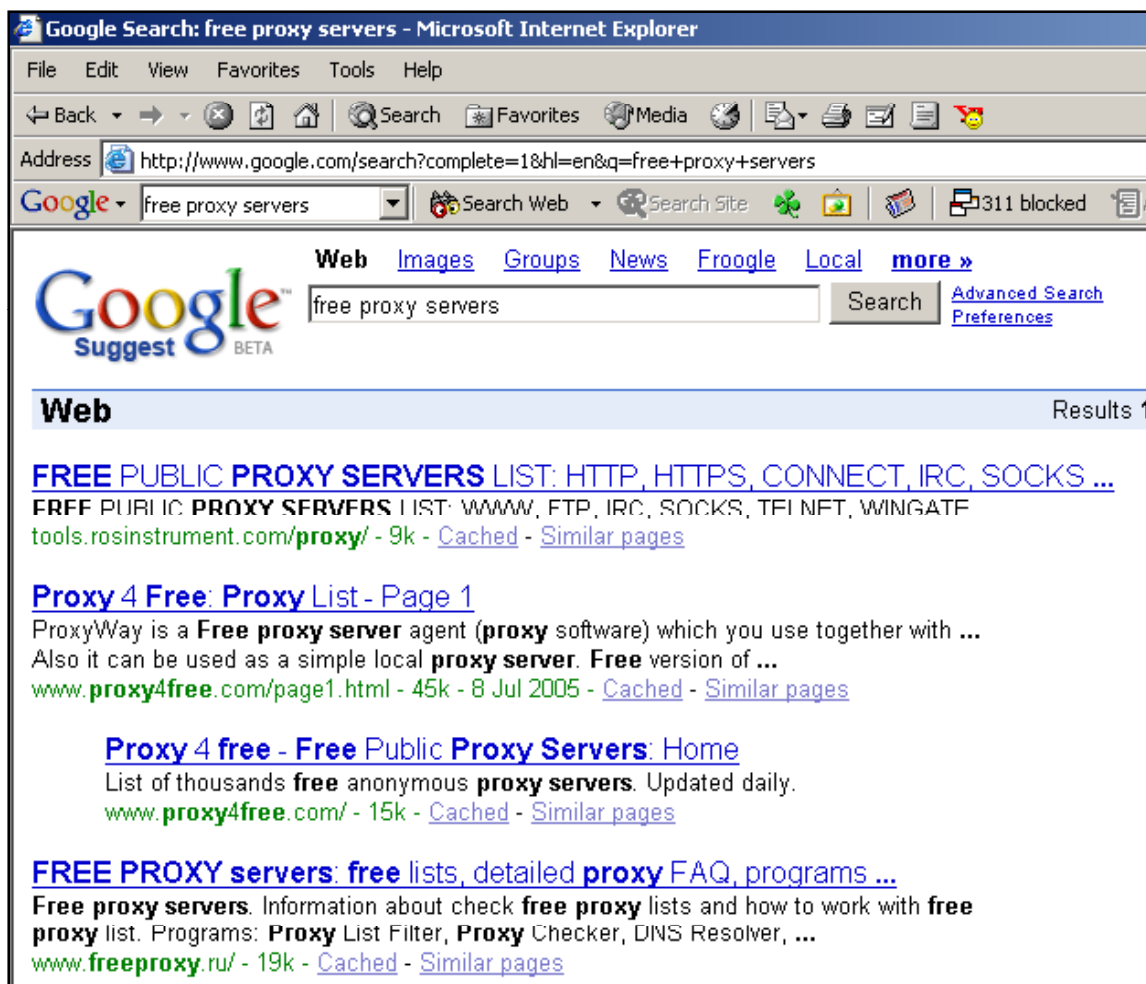 Google Search: free proxy servers - Microsoft Internet Explorer
File Edit View Favorites Tools Help
Back Search Favorites Media
Address http://www.google.com/search?complete=1&hl=en&q=free+proxy+servers
Google free proxy servers Search Web Search Site 311 blocked
Web Images Groups News Froogle Local more »
Google™ Suggest BETA
free proxy servers Search Advanced Search
Preferences
Web Results 1
FREE PUBLIC PROXY SERVERS LIST: HTTP, HTTPS, CONNECT, IRC, SOCKS ...
FREE PUBLIC PROXY SERVERS LIST: WWW, FTP, IRC, SOCKS, TELNET, WINGATE
tools.rosinstrument.com/proxy/ - 9k - Cached - Similar pages
Proxy 4 Free: Proxy List - Page 1
ProxyWay is a Free proxy server agent (proxy software) which you use together with ...
Also it can be used as a simple local proxy server. Free version of ...
www.proxy4free.com/page1.html - 45k - 8 Jul 2005 - Cached - Similar pages
Proxy 4 free - Free Public Proxy Servers: Home
List of thousands free anonymous proxy servers. Updated daily.
www.proxy4free.com/ - 15k - Cached - Similar pages
FREE PROXY servers: free lists, detailed proxy FAQ, programs ...
Free proxy servers. Information about check free proxy lists and how to work with free
proxy list. Programs: Proxy List Filter, Proxy Checker, DNS Resolver, ...
www.freeproxy.ru/ - 19k - Cached - Similar pages